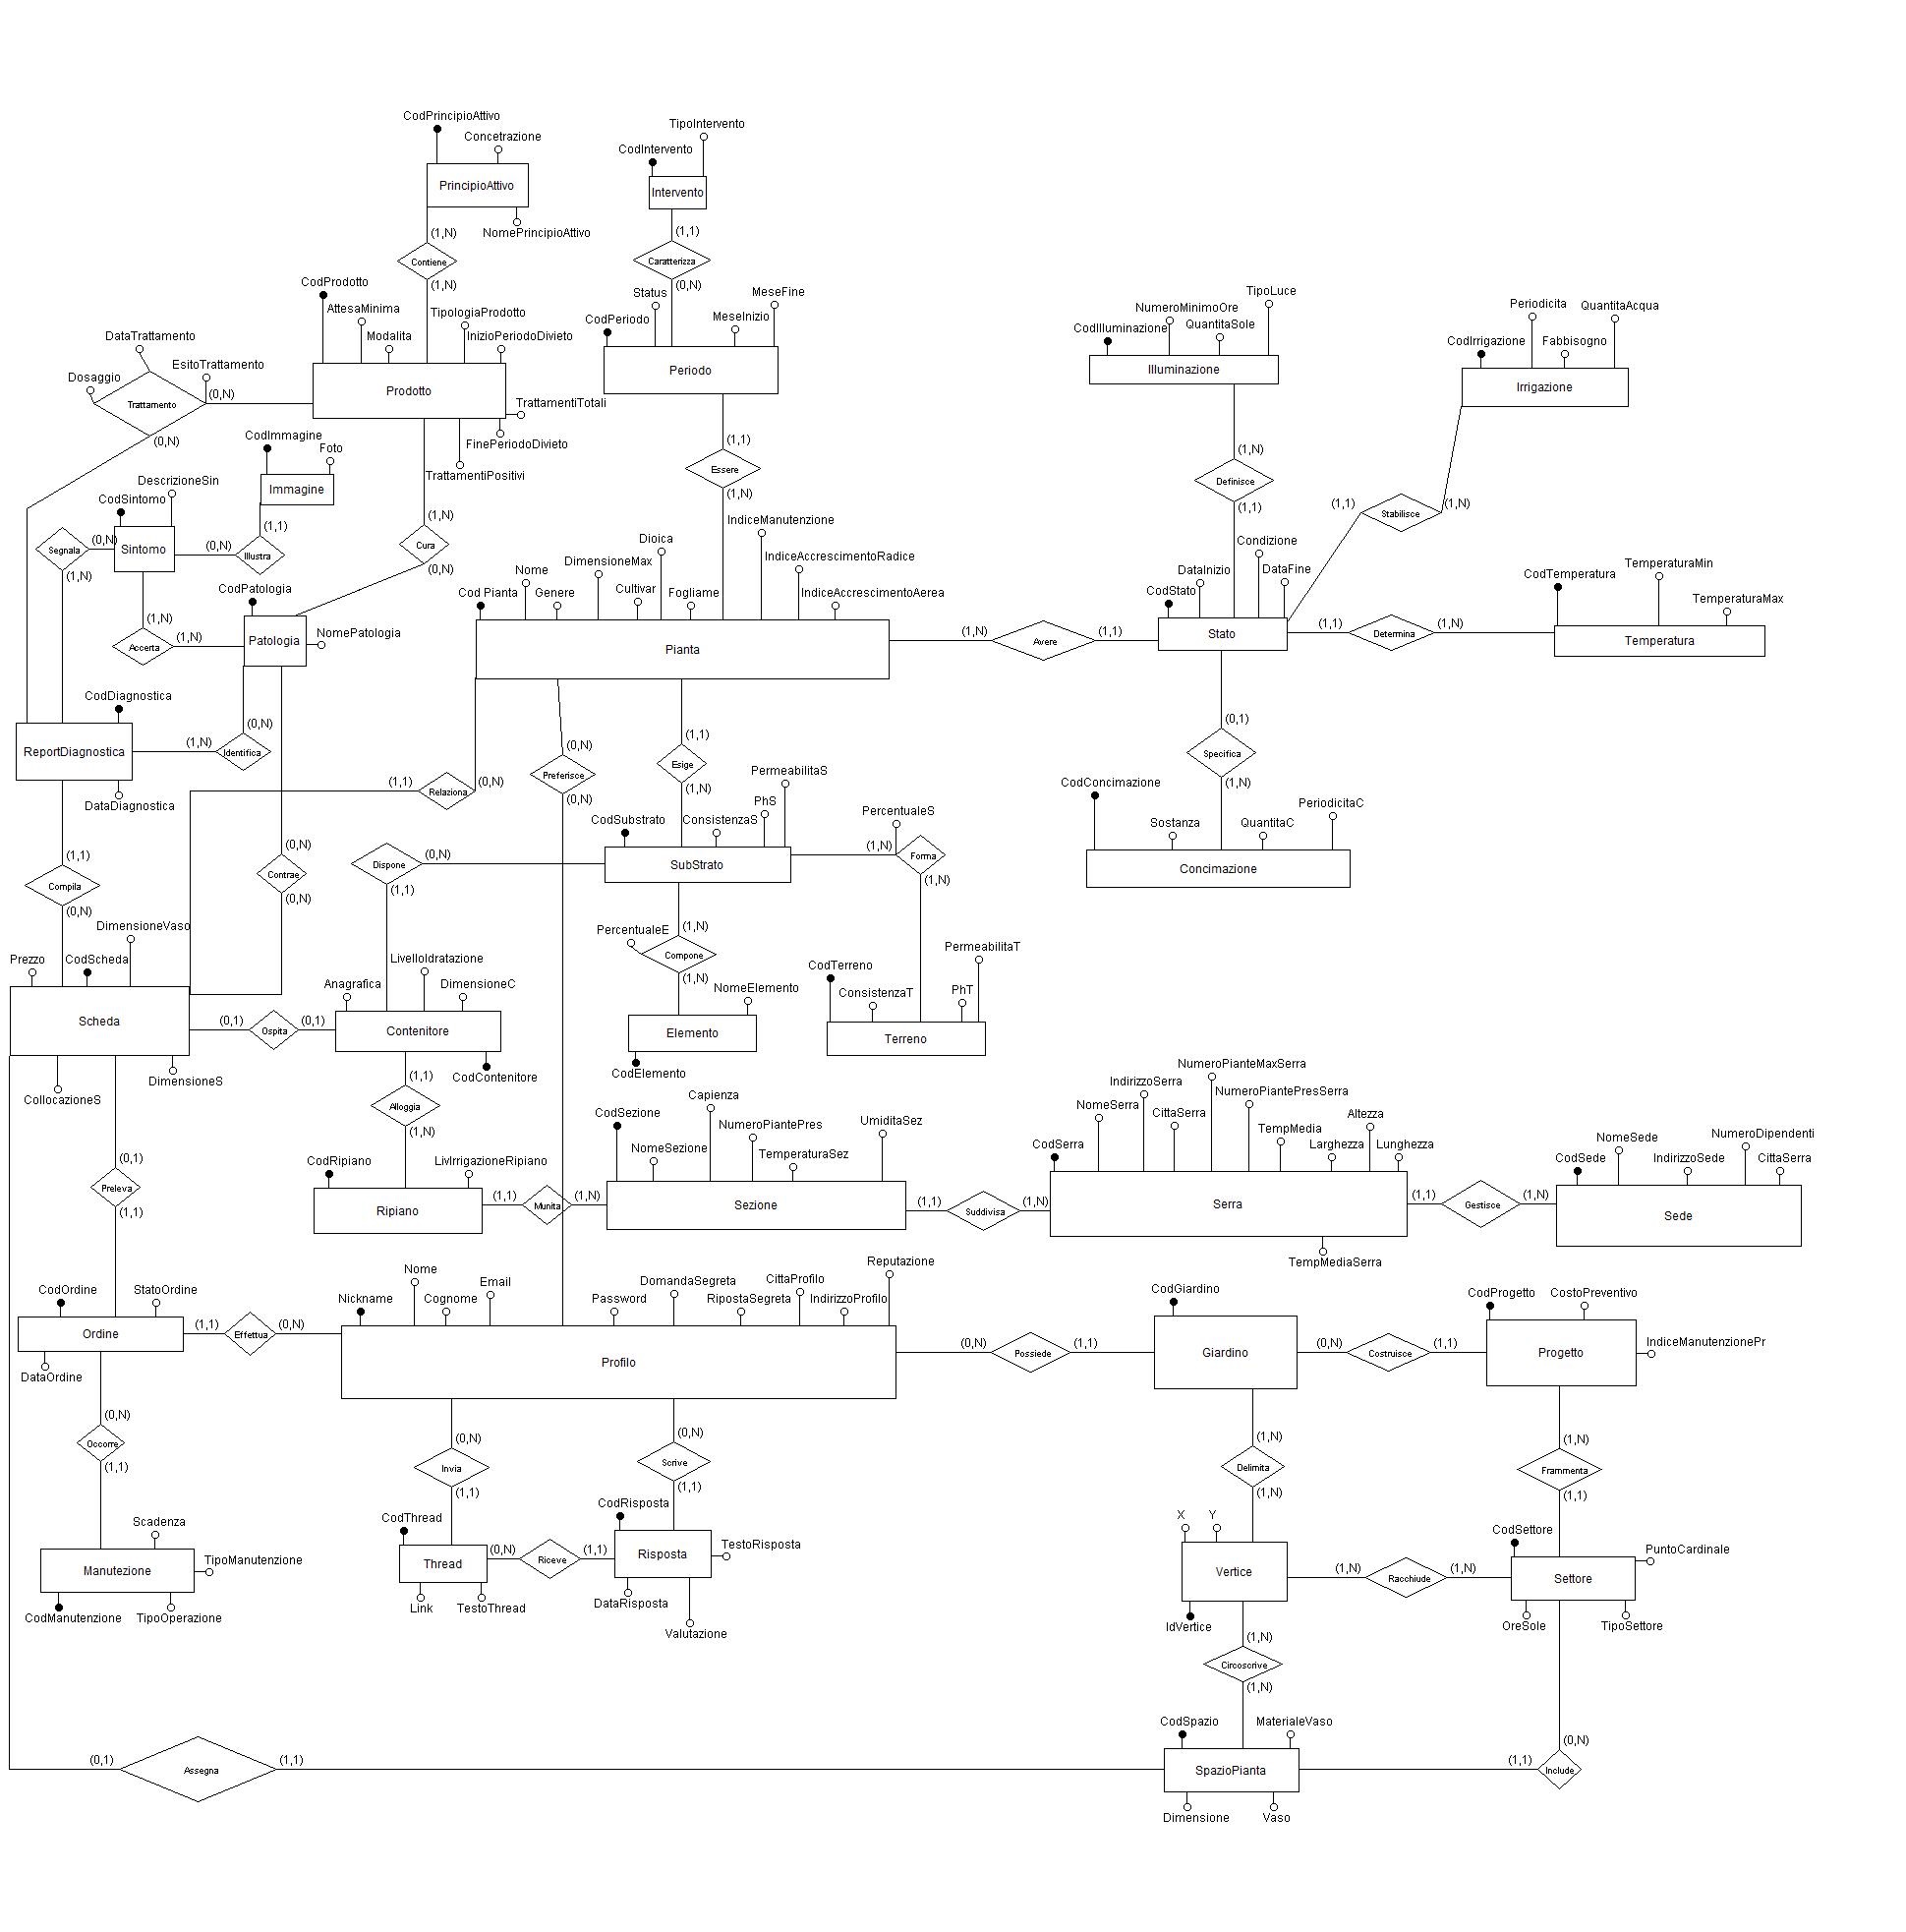 CodPrincipioAttivo
Concetrazione
PrincipioAttivo
NomePrincipioAttivo
(1,N)
Contiene
(1,N)
TipoIntervento
CodIntervento
Intervento
(1,1)
Caratterizza
(0,N)
Status
MeseFine
CodPeriodo
MeseInizio
Periodo
CodProdotto
AttesaMinima
TipologiaProdotto
Modalita
InizioPeriodoDivieto
Prodotto
TrattamentiTotali
FinePeriodoDivieto
TrattamentiPositivi
DataTrattamento
EsitoTrattamento
Dosaggio
(0,N)
Trattamento
(0,N)
CodImmagine
Foto
Immagine
(1,1)
Illustra
(0,N)
DescrizioneSin
CodSintomo
Sintomo
(0,N)
Segnala
(1,N)
(1,N)
Accerta
(1,N)
CodPatologia
Patologia
NomePatologia
(1,N)
Cura
(0,N)
(1,1)
Essere
(1,N)
TipoLuce
NumeroMinimoOre
CodIlluminazione
QuantitaSole
Illuminazione
(1,N)
Definisce
(1,1)
Periodicita
QuantitaAcqua
CodIrrigazione
Fabbisogno
Irrigazione
(1,1)
Stabilisce
(1,N)
IndiceManutenzione
Dioica
IndiceAccrescimentoRadice
DimensioneMax
Nome
Cod Pianta
Genere
Cultivar
Fogliame
IndiceAccrescimentoAerea
Pianta
(1,N)
Avere
(1,1)
Condizione
DataInizio
DataFine
CodStato
Stato
(1,1)
Determina
(1,N)
TemperaturaMin
CodTemperatura
TemperaturaMax
Temperatura
CodDiagnostica
ReportDiagnostica
DataDiagnostica
(1,N)
Identifica
(0,N)
(1,1)
Relaziona
(0,N)
(0,N)
Preferisce
(0,N)
(1,1)
Esige
(1,N)
(0,1)
Specifica
(1,N)
CodConcimazione
PeriodicitaC
Sostanza
QuantitaC
Concimazione
PermeabilitaS
PhS
CodSubstrato
ConsistenzaS
SubStrato
PercentualeS
(1,N)
Forma
(1,N)
Dispone
(0,N)
(1,1)
(0,N)
Contrae
(0,N)
(1,1)
Compila
(0,N)
DimensioneVaso
Prezzo
CodScheda
Scheda
CollocazioneS
DimensioneS
(0,1)
Ospita
(0,1)
LivelloIdratazione
Anagrafica
DimensioneC
Contenitore
CodContenitore
PercentualeE
(1,N)
Compone
(1,N)
NomeElemento
Elemento
CodElemento
PermeabilitaT
CodTerreno
ConsistenzaT
PhT
Terreno
(1,1)
Alloggia
(1,N)
CodRipiano
LivIrrigazioneRipiano
Ripiano
(1,1)
Munita
(1,N)
Capienza
CodSezione
NumeroPiantePres
UmiditaSez
NomeSezione
TemperaturaSez
Sezione
(1,1)
Suddivisa
(1,N)
NumeroPianteMaxSerra
IndirizzoSerra
NumeroPiantePresSerra
NomeSerra
CittaSerra
Altezza
TempMedia
CodSerra
Larghezza
Lunghezza
Serra
TempMediaSerra
(1,1)
Gestisce
(1,N)
NumeroDipendenti
NomeSede
CodSede
IndirizzoSede
CittaSerra
Sede
(0,1)
Preleva
(1,1)
CodOrdine
StatoOrdine
Ordine
DataOrdine
(1,1)
Effettua
(0,N)
Reputazione
Nome
Email
DomandaSegreta
CittaProfilo
Nickname
Cognome
Password
RipostaSegreta
IndirizzoProfilo
Profilo
(0,N)
Possiede
(1,1)
CodGiardino
Giardino
(0,N)
Costruisce
(1,1)
CodProgetto
CostoPreventivo
IndiceManutenzionePr
Progetto
(0,N)
Occorre
(1,1)
Scadenza
TipoManutenzione
Manutezione
CodManutenzione
TipoOperazione
(0,N)
Invia
(1,1)
(0,N)
Scrive
(1,1)
CodThread
Thread
Link
TestoThread
(0,N)
Riceve
(1,1)
CodRisposta
Risposta
TestoRisposta
DataRisposta
Valutazione
(1,N)
Delimita
(1,N)
X
Y
Vertice
IdVertice
(1,N)
Racchiude
(1,N)
(1,N)
Frammenta
(1,1)
CodSettore
PuntoCardinale
Settore
OreSole
TipoSettore
(1,N)
Circoscrive
(1,N)
CodSpazio
MaterialeVaso
SpazioPianta
Dimensione
Vaso
(0,N)
(1,1)
Include
(0,1)
Assegna
(1,1)